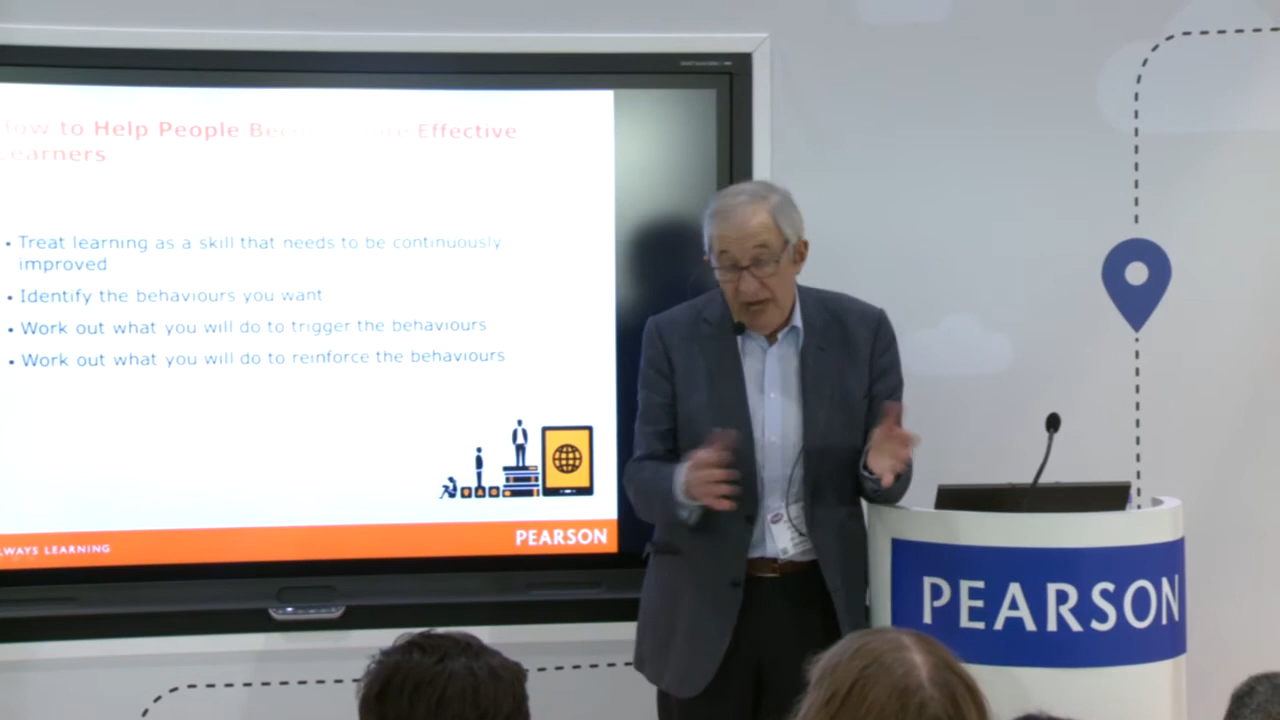 How to Help People Effective
Learners
• Treat learning as a skill that needs to be continuously
improved
• Identify the behaviours you want
• Work out what you will do to trigger the behaviours
• Work out what you will do to reinforce the behaviours
LWAYS LEARNING
PEARSON
PEARSON